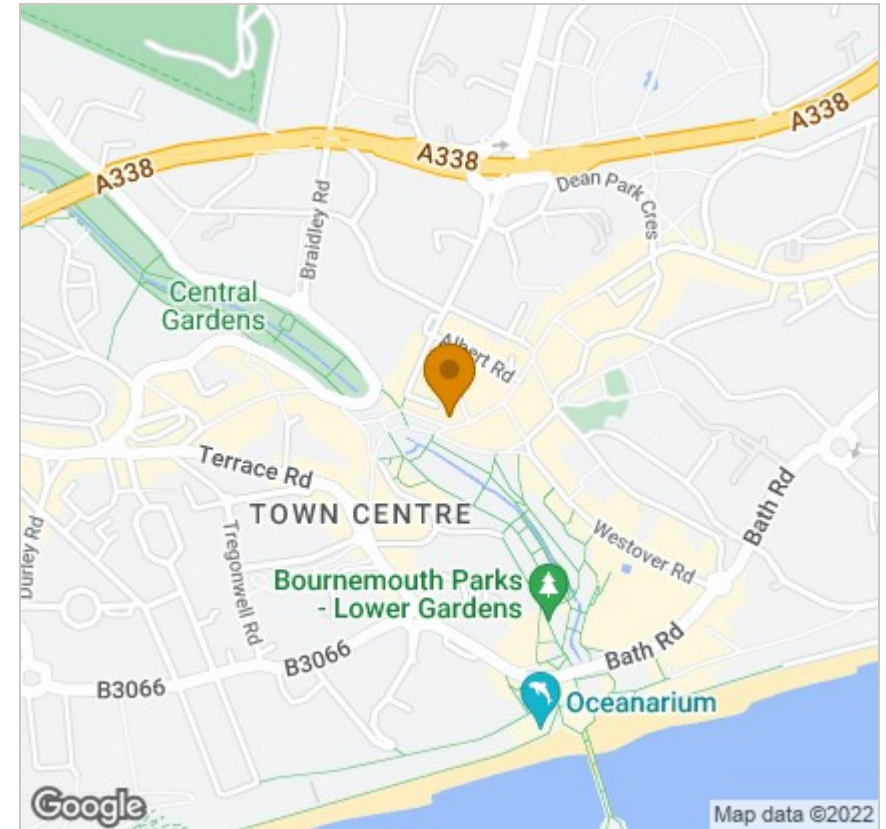 A338
A338
A338
Dean Park Cres
Braidley Rd
Central
Gardens
Albert Rd
Terrace Rd
TOWN CENTRE
Durley Rd
Tregonwell Rd
Westover Rd
Bath Rd
Bournemouth Parks
- Lower Gardens
Bath Rd
B3066
B3066
Oceanarium
Google
Map data ©2022